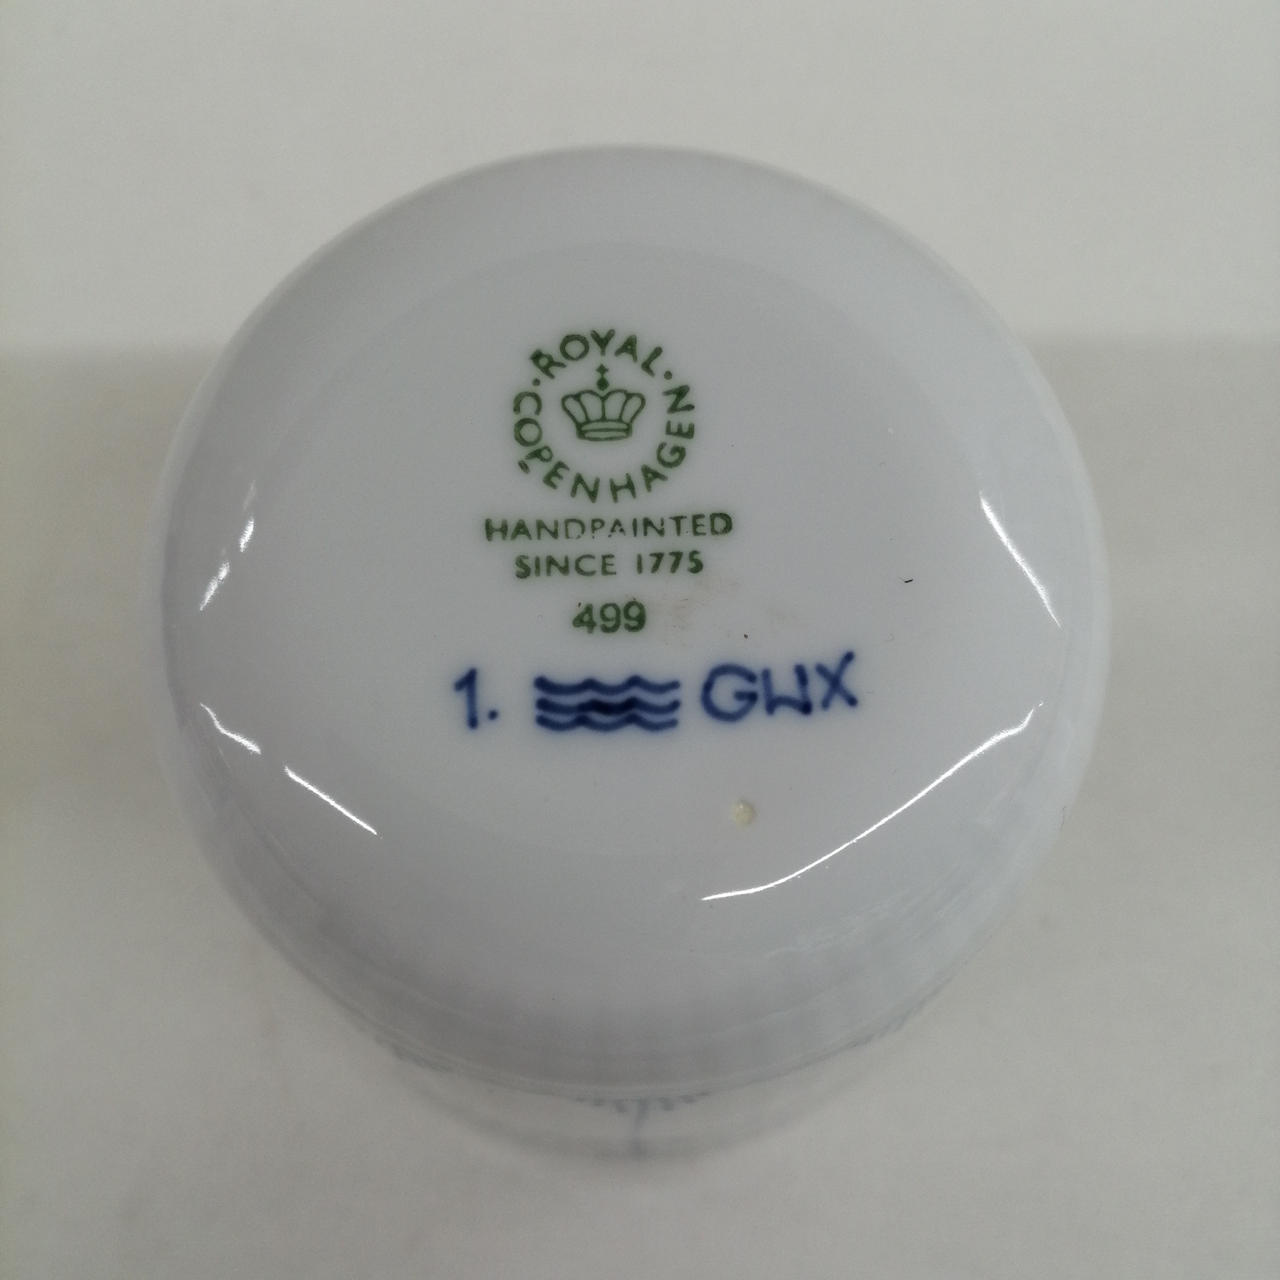 ROYAL · COPENHAGEN ·
HANDPAINTED
SINCE 1775
499
1. GWX